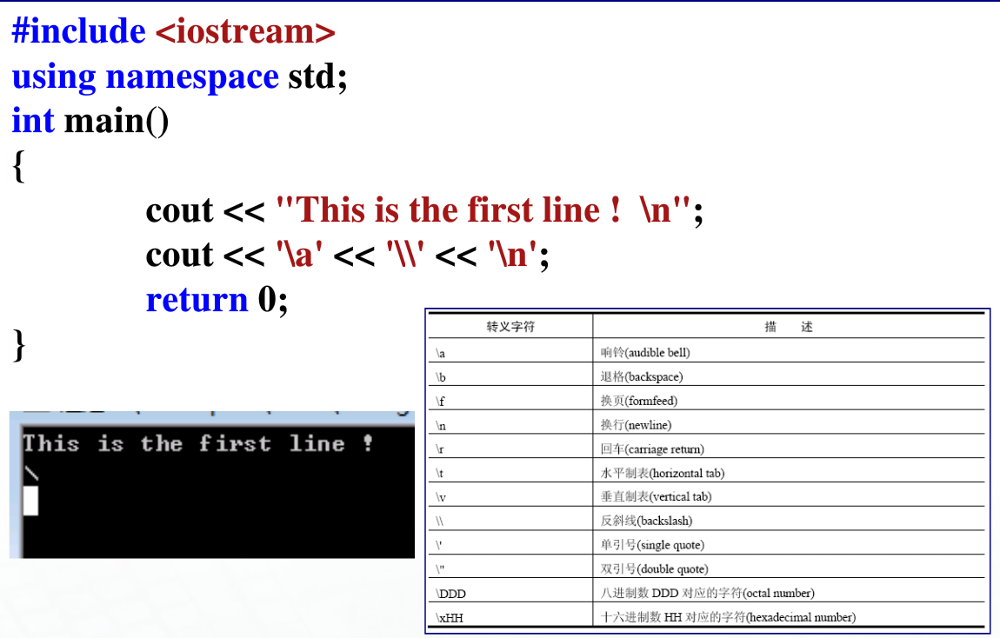 #include <iostream>
using namespace std;
int main()
{
cout << "This is the first line !  \n";
cout << '\a' << '\\' << '\n';
return 0;
}
This is the first line !
\
转义字符 描 述
\a 响铃(audible bell)
\b 退格(backspace)
\f 换页(formfeed)
\n 换行(newline)
\r 回车(carriage return)
\t 水平制表(horizontal tab)
\v 垂直制表(vertical tab)
\\ 反斜线(backslash)
\' 单引号(single quote)
\" 双引号(double quote)
\DDD 八进制数 DDD 对应的字符(octal number)
\xHH 十六进制数 HH 对应的字符(hexadecimal number)